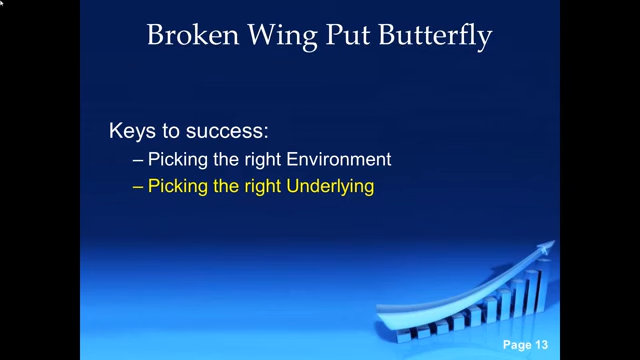 Broken Wing Put Butterfly
Keys to success:
– Picking the right Environment
– Picking the right Underlying
Page 13